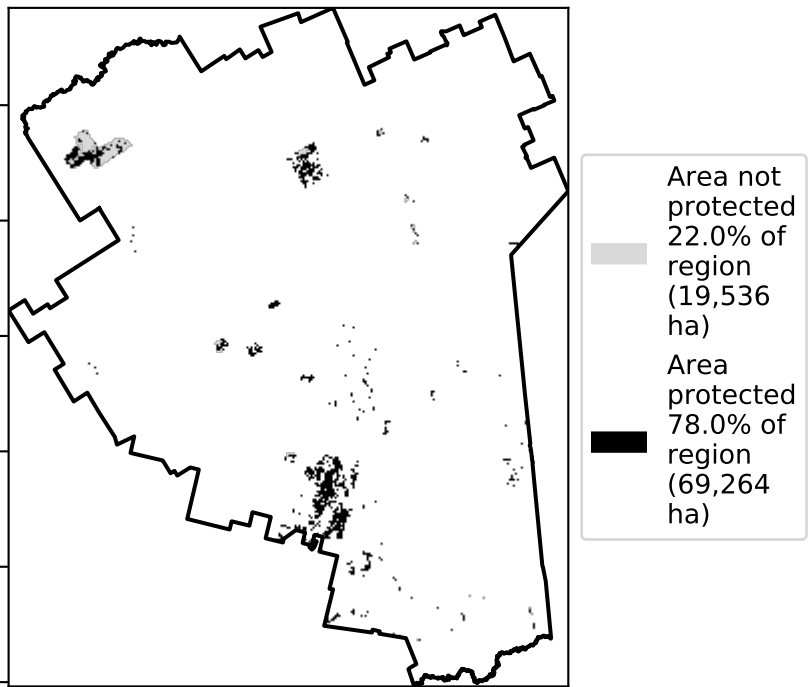 Area not
protected
22.0% of
region
(19,536
ha)
Area
protected
78.0% of
region
(69,264
ha)